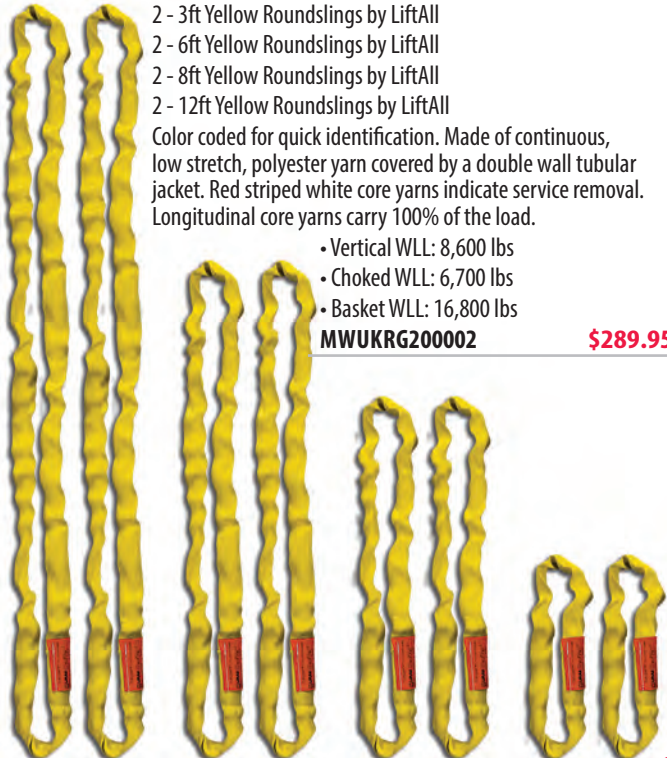 2 - 3ft Yellow Roundslings by LiftAll
2 - 6ft Yellow Roundslings by LiftAll
2 - 8ft Yellow Roundslings by LiftAll
2 - 12ft Yellow Roundslings by LiftAll
Color coded for quick identification. Made of continuous,
low stretch, polyester yarn covered by a double wall tubular
jacket. Red striped white core yarns indicate service removal.
Longitudinal core yarns carry 100% of the load.
• Vertical WLL: 8,600 lbs
• Choked WLL: 6,700 lbs
• Basket WLL: 16,800 lbs
MWUKRG200002 $289.95